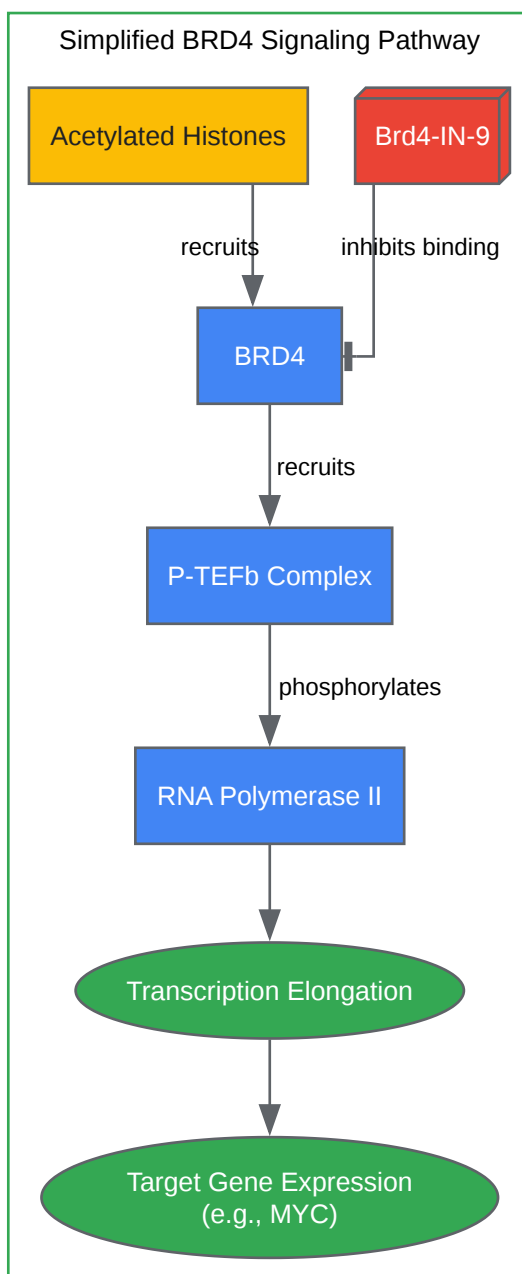 Simplified BRD4 Signaling Pathway
Acetylated Histones
Brd4-IN-9
recruits
inhibits binding
BRD4
recruits
P-TEFb Complex
phosphorylates
RNA Polymerase II
Transcription Elongation
Target Gene Expression
(e.g., MYC)